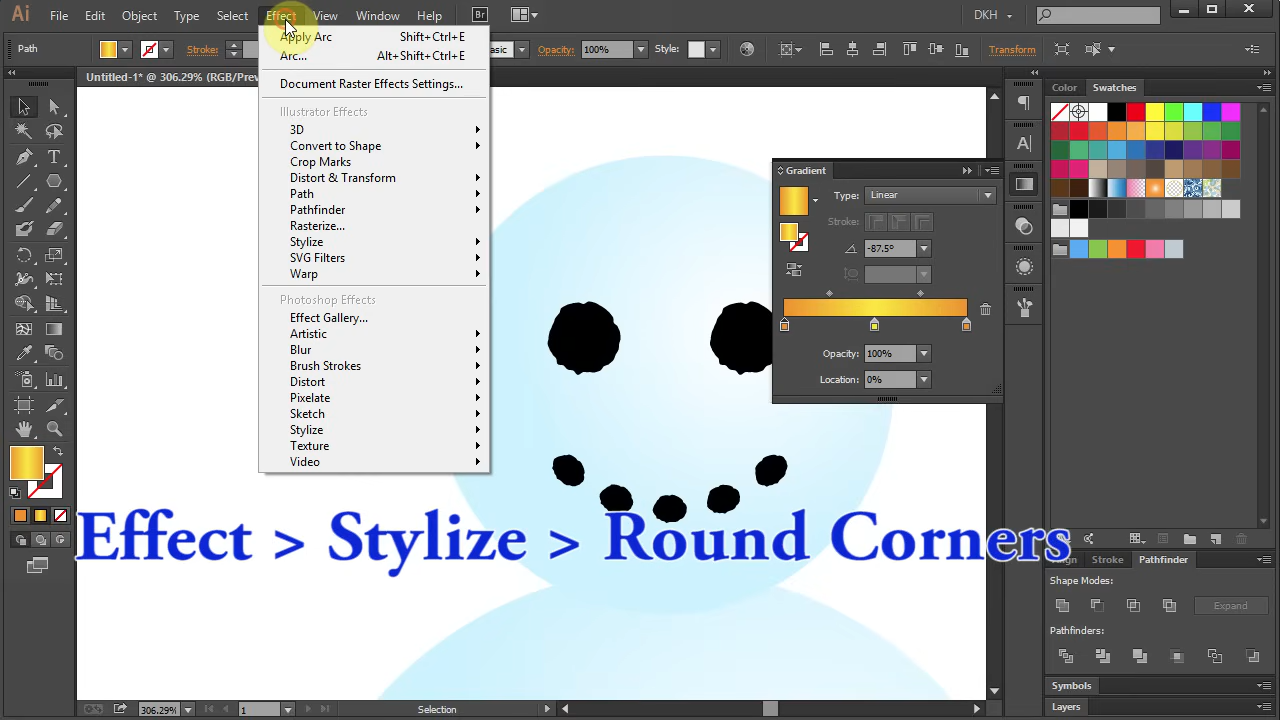 Ai File Edit Object Type Select Effect View Window Help Br DKH
Path Stroke: Opacity: 100% Style: Transform
Untitled-1* @ 306.29% (RGB/Pre
Apply Arc Shift+Ctrl+E
Arc... Alt+Shift+Ctrl+E
Document Raster Effects Settings...
Illustrator Effects
3D
Convert to Shape
Crop Marks
Distort & Transform
Path
Pathfinder
Rasterize...
Stylize
SVG Filters
Warp
Photoshop Effects
Effect Gallery...
Artistic
Blur
Brush Strokes
Distort
Pixelate
Sketch
Stylize
Texture
Video
Gradient
Type: Linear
Stroke:
-87.5°
Opacity: 100%
Location: 0%
Color Swatches
Effect > Stylize > Round Corners
Stroke Pathfinder
Shape Modes:
Expand
Pathfinders:
Symbols
Layers
306.29% 1 Selection